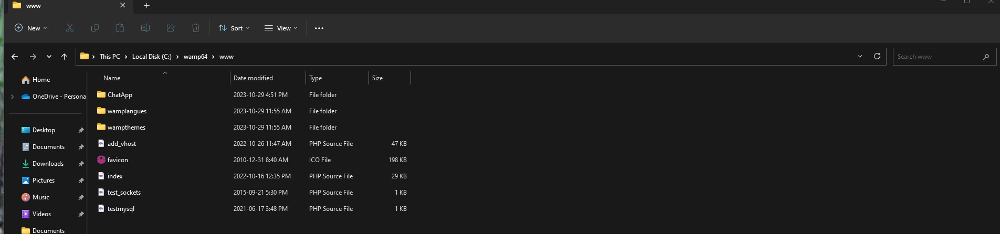 www
New Sort View
This PC Local Disk (C:) wamp64 www Search www
Name Date modified Type Size
Home
OneDrive - Persona
Desktop
Documents
Downloads
Pictures
Music
Videos
Documents
ChatApp 2023-10-29 4:51 PM File folder
wamplangues 2023-10-29 11:55 AM File folder
wampthemes 2023-10-29 11:55 AM File folder
add_vhost 2022-10-26 11:47 AM PHP Source File 47 KB
favicon 2010-12-31 8:40 AM ICO File 198 KB
index 2022-10-16 12:35 PM PHP Source File 29 KB
test_sockets 2015-09-21 5:30 PM PHP Source File 1 KB
testmysql 2021-06-17 3:48 PM PHP Source File 1 KB